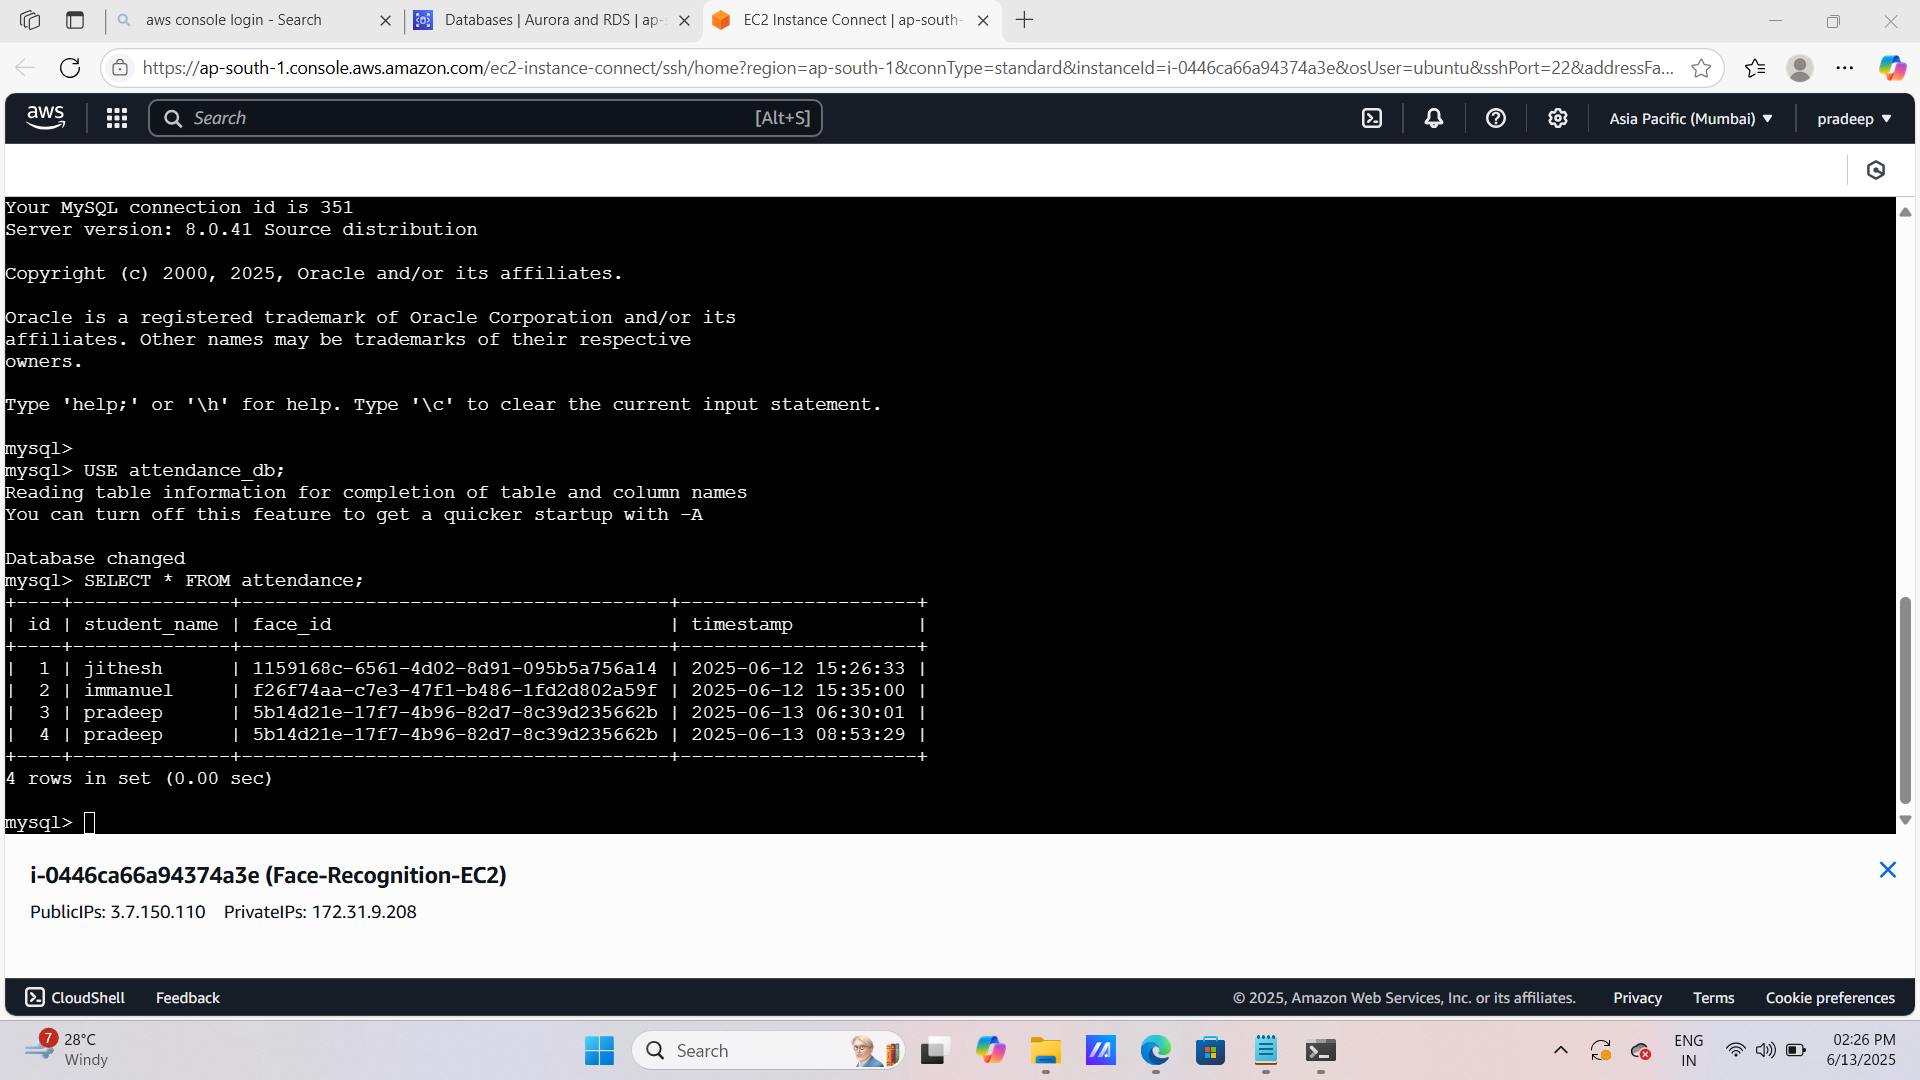 aws console login - Search
Databases | Aurora and RDS | ap-
EC2 Instance Connect | ap-south-
https://ap-south-1.console.aws.amazon.com/ec2-instance-connect/ssh/home?region=ap-south-1&connType=standard&instanceId=i-0446ca66a94374a3e&osUser=ubuntu&sshPort=22&addressFa...
aws
Search
[Alt+S]
Asia Pacific (Mumbai)
pradeep
Your MySQL connection id is 351
Server version: 8.0.41 Source distribution
Copyright (c) 2000, 2025, Oracle and/or its affiliates.
Oracle is a registered trademark of Oracle Corporation and/or its
affiliates. Other names may be trademarks of their respective
owners.
Type 'help;' or '\h' for help. Type '\c' to clear the current input statement.
mysql>
mysql> USE attendance_db;
Reading table information for completion of table and column names
You can turn off this feature to get a quicker startup with -A
Database changed
mysql> SELECT * FROM attendance;
+----+--------------+--------------------------------------+---------------------+
| id | student_name | face_id                              | timestamp           |
+----+--------------+--------------------------------------+---------------------+
|  1 | jithesh      | 1159168c-6561-4d02-8d91-095b5a756a14 | 2025-06-12 15:26:33 |
|  2 | immanuel     | f26f74aa-c7e3-47f1-b486-1fd2d802a59f | 2025-06-12 15:35:00 |
|  3 | pradeep      | 5b14d21e-17f7-4b96-82d7-8c39d235662b | 2025-06-13 06:30:01 |
|  4 | pradeep      | 5b14d21e-17f7-4b96-82d7-8c39d235662b | 2025-06-13 08:53:29 |
+----+--------------+--------------------------------------+---------------------+
4 rows in set (0.00 sec)
mysql>
i-0446ca66a94374a3e (Face-Recognition-EC2)
PublicIPs: 3.7.150.110 PrivateIPs: 172.31.9.208
CloudShell
Feedback
© 2025, Amazon Web Services, Inc. or its affiliates.
Privacy
Terms
Cookie preferences
7
28°C
Windy
Search
ENG
IN
02:26 PM
6/13/2025